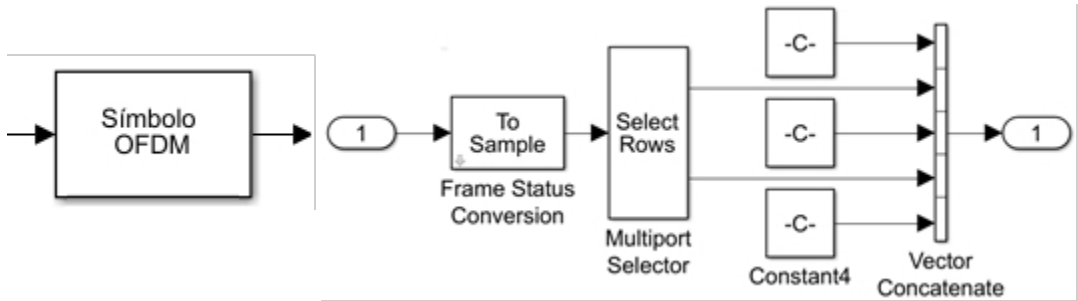 Símbolo
OFDM
1
To
Sample
Frame Status
Conversion
Select
Rows
Multiport
Selector
-C-
-C-
-C-
Constant4
Vector
Concatenate
1